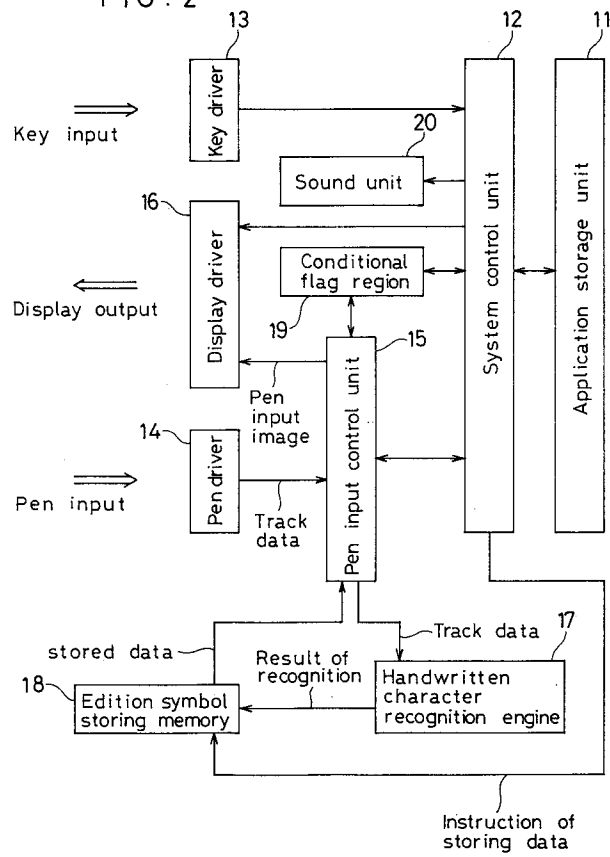 FIG. 2
13
12
11
Key input
Key driver
20
Sound unit
16
Display output
Display driver
Conditional
flag region
19
15
System control unit
Application storage unit
Pen
input
image
14
Pen input
Pen driver
Track
data
Pen input control unit
stored data
Track data
17
Result of
recognition
18
Edition symbol
storing memory
Handwritten
character
recognition engine
Instruction of
storing data